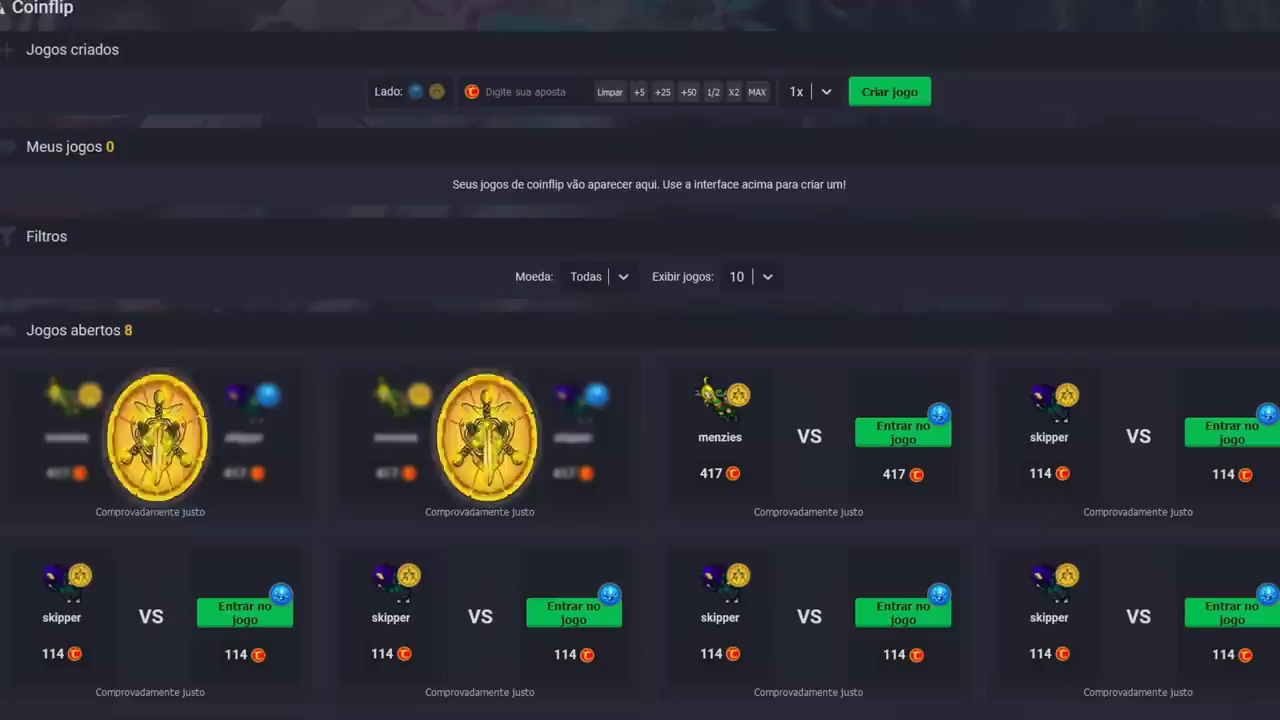 Coinflip
Jogos criados
Lado: Digite sua aposta Limpar +5 +25 +50 1/2 X2 MAX 1x Criar jogo
Meus jogos 0
Seus jogos de coinflip vão aparecer aqui. Use a interface acima para criar um!
Filtros
Moeda: Todas Exibir jogos: 10
Jogos abertos 8
417 417
Comprovadamente justo
417 417
Comprovadamente justo
menzies VS Entrar no
jogo
417 417
Comprovadamente justo
skipper VS Entrar no
jogo
114 114
Comprovadamente justo
skipper VS Entrar no
jogo
114 114
Comprovadamente justo
skipper VS Entrar no
jogo
114 114
Comprovadamente justo
skipper VS Entrar no
jogo
114 114
Comprovadamente justo
skipper VS Entrar no
jogo
114 114
Comprovadamente justo